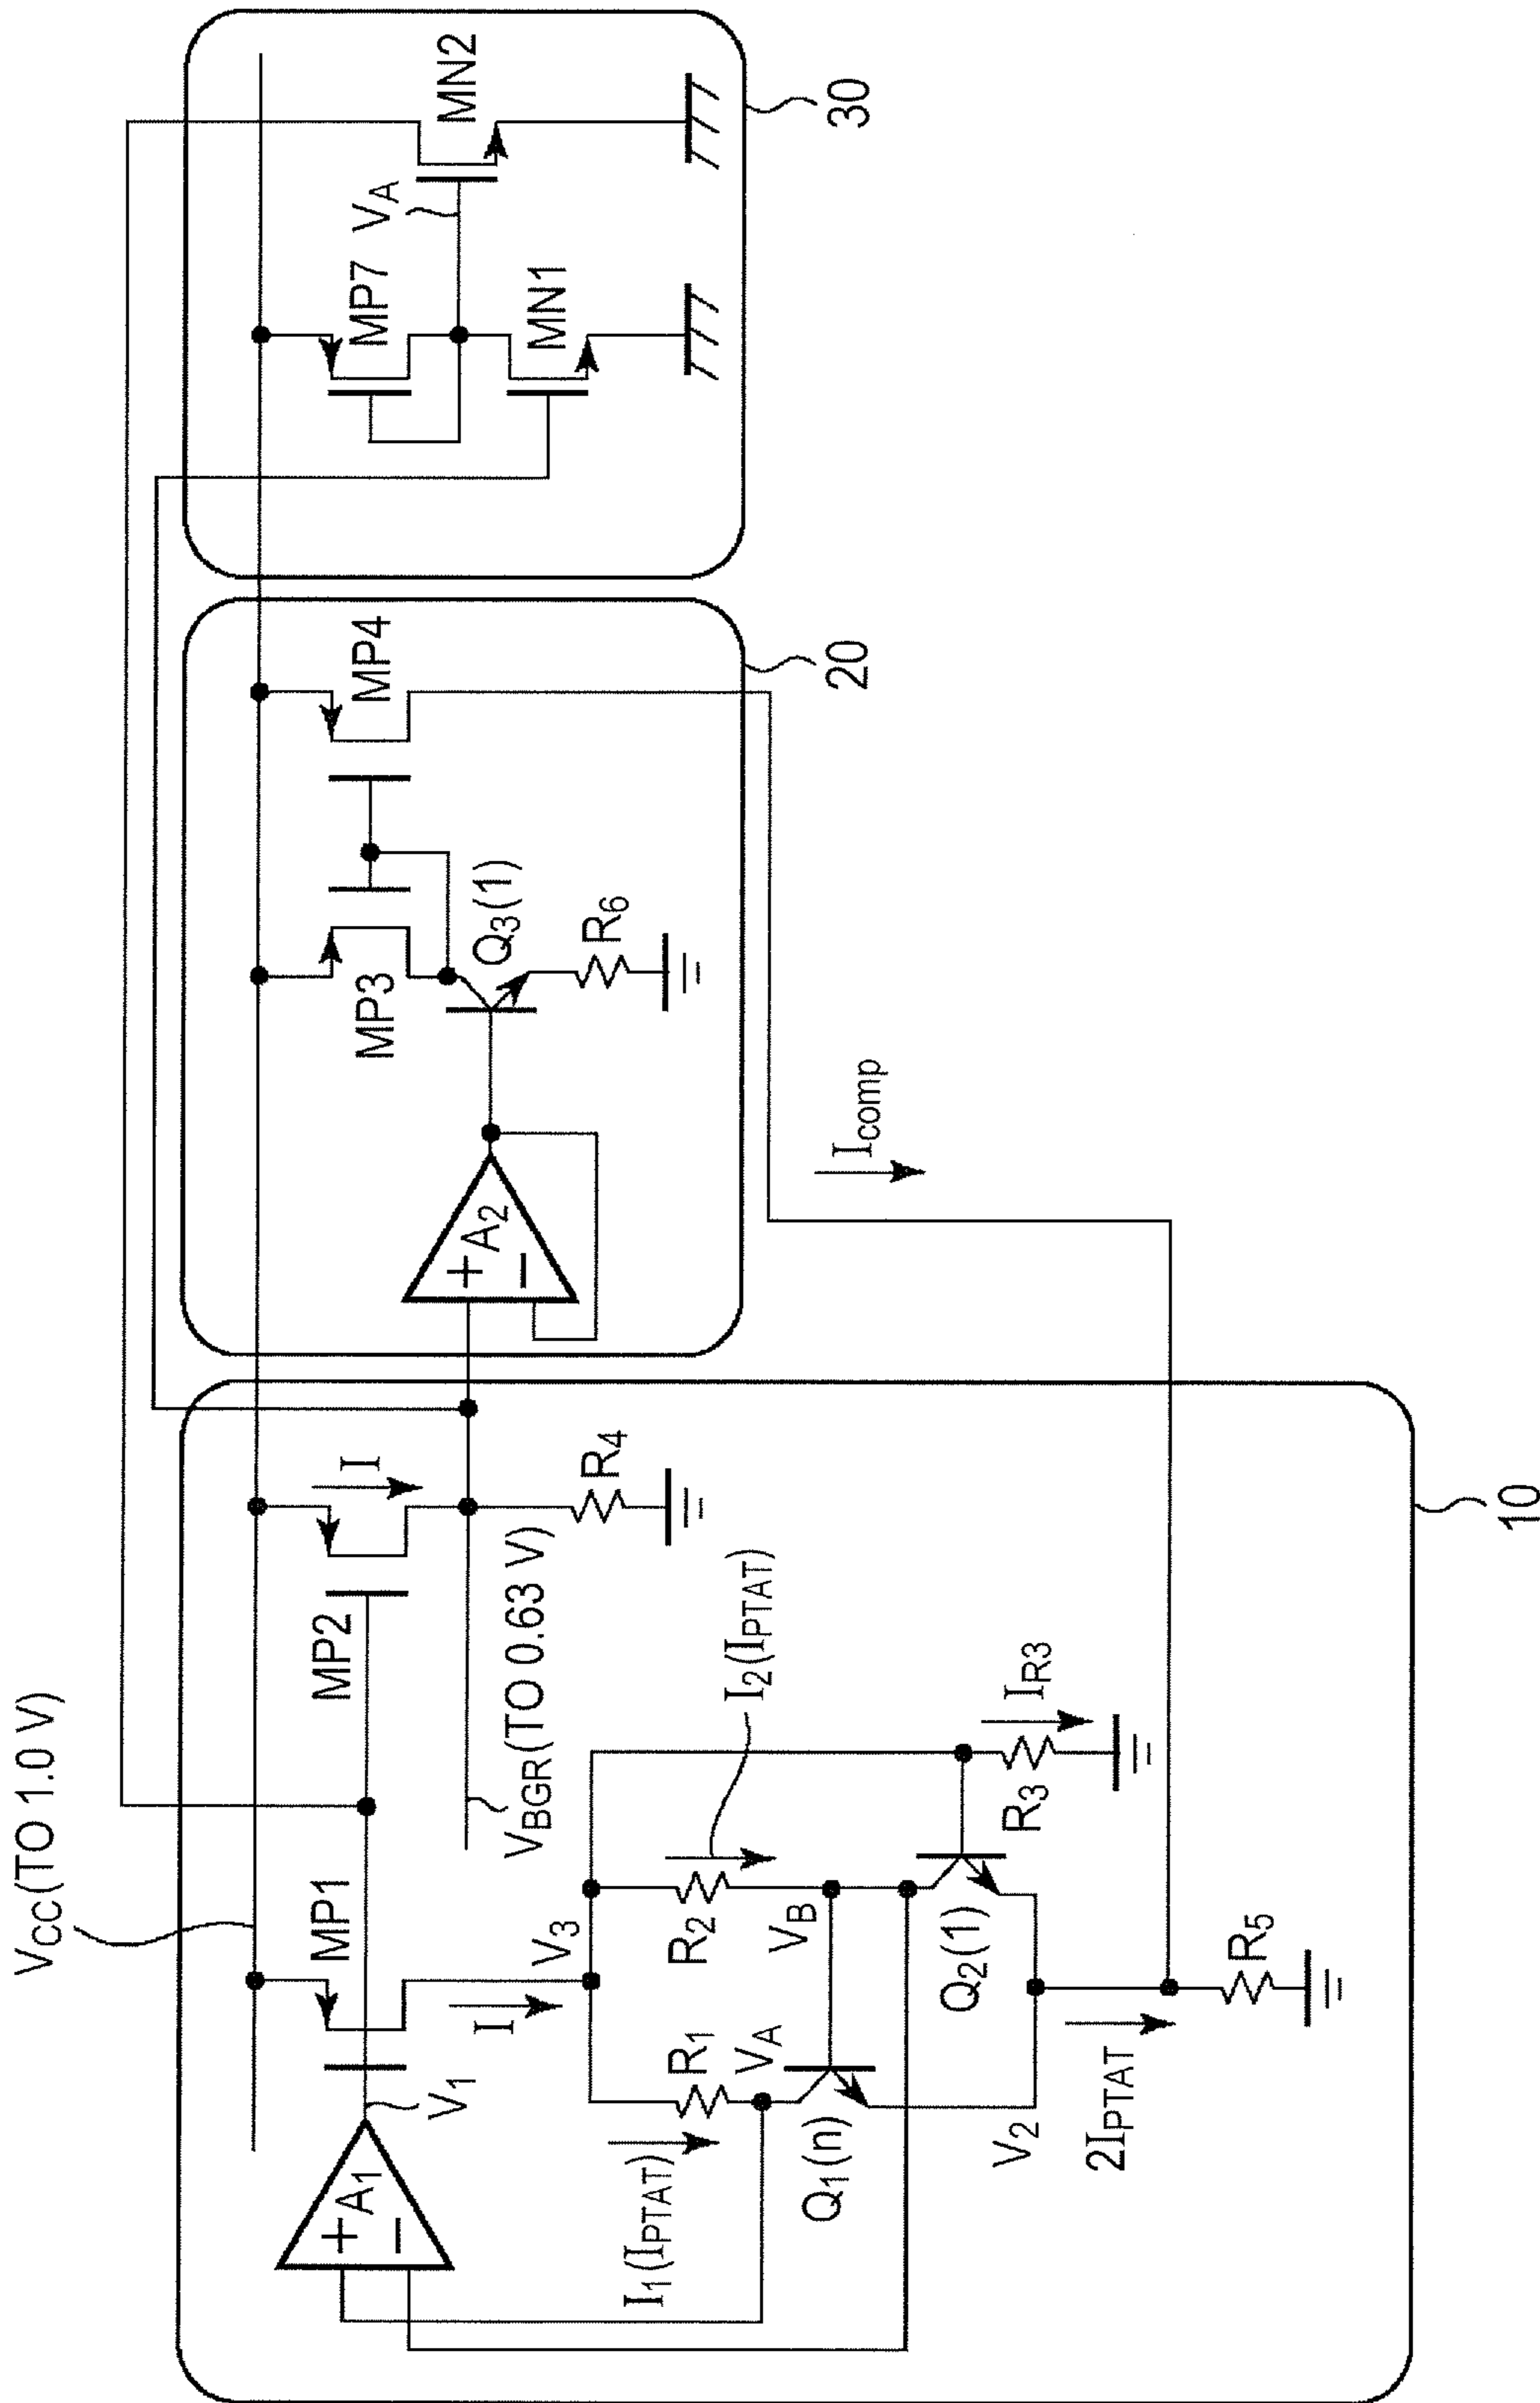 VCC(TO 1.0 V)
A1
+
−
V1
MP1
MP2
I
I
VBGR(TO 0.63 V)
V3
I1(IPTAT)
R1
VA
R2
VB
I2(IPTAT)
R4
Q1(n)
Q2(1)
R3
IR3
V2
2IPTAT
R5
10
A2
+
−
MP3
MP4
Q3(1)
R6
20
Icomp
MP7
VA
MN1
MN2
30